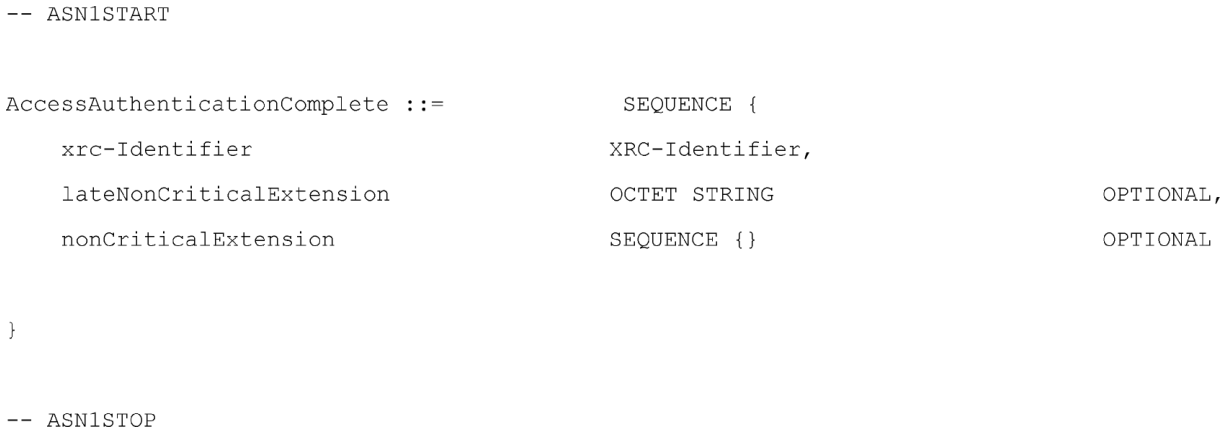 -- ASN1START
AccessAuthenticationComplete ::= SEQUENCE {
xrc-Identifier XRC-Identifier,
lateNonCriticalExtension OCTET STRING OPTIONAL,
nonCriticalExtension SEQUENCE {} OPTIONAL
}
-- ASN1STOP